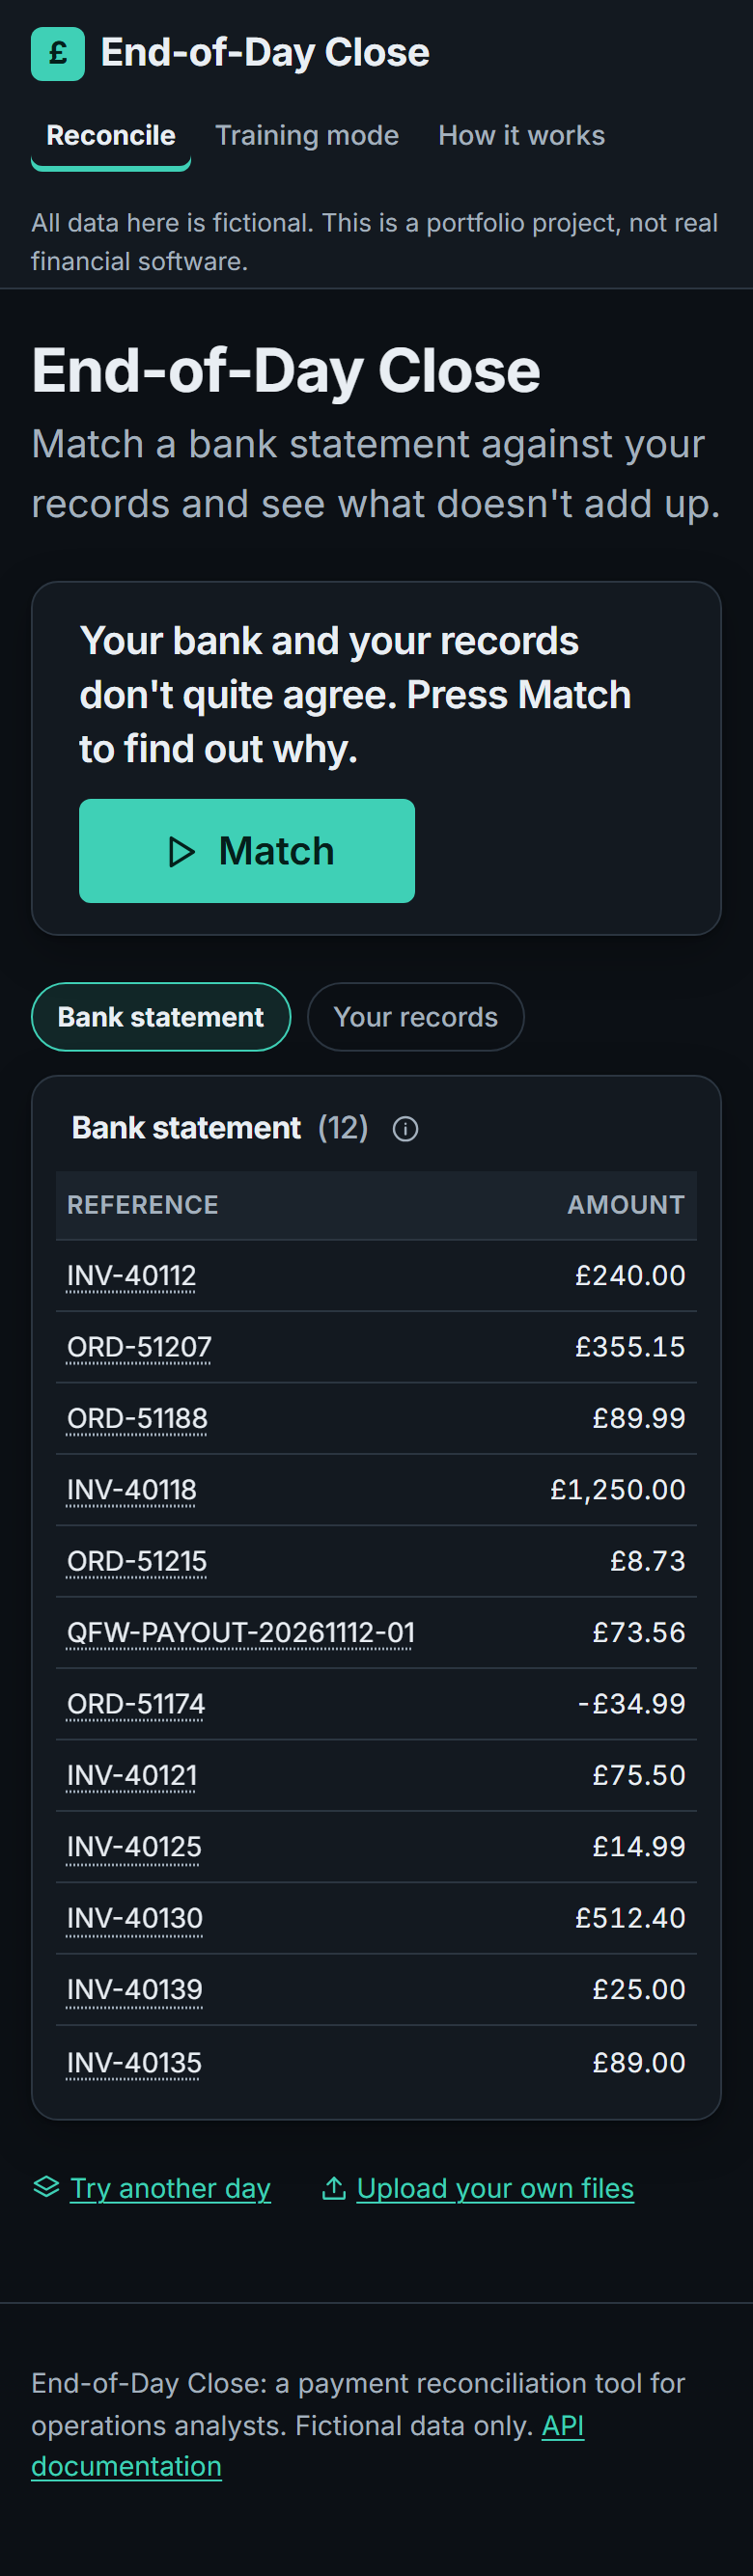 £ End-of-Day Close
Reconcile Training mode How it works
All data here is fictional. This is a portfolio project, not real
financial software.
End-of-Day Close
Match a bank statement against your
records and see what doesn't add up.
Your bank and your records
don't quite agree. Press Match
to find out why.
Match
Bank statement Your records
Bank statement (12)
REFERENCE AMOUNT
INV-40112 £240.00
ORD-51207 £355.15
ORD-51188 £89.99
INV-40118 £1,250.00
ORD-51215 £8.73
QFW-PAYOUT-20261112-01 £73.56
ORD-51174 -£34.99
INV-40121 £75.50
INV-40125 £14.99
INV-40130 £512.40
INV-40139 £25.00
INV-40135 £89.00
Try another day Upload your own files
End-of-Day Close: a payment reconciliation tool for
operations analysts. Fictional data only. API
documentation